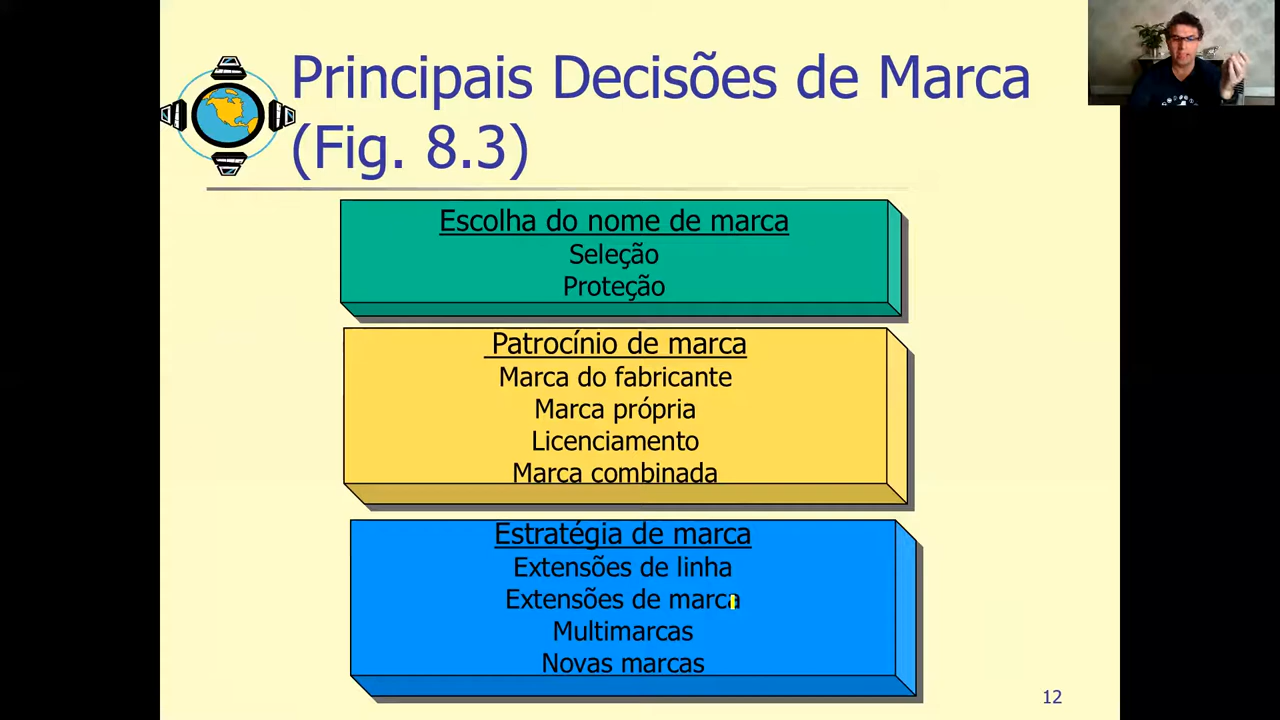 Principais Decisões de Marca
(Fig. 8.3)
Escolha do nome de marca
Seleção
Proteção
Patrocínio de marca
Marca do fabricante
Marca própria
Licenciamento
Marca combinada
Estratégia de marca
Extensões de linha
Extensões de marca
Multimarcas
Novas marcas
12